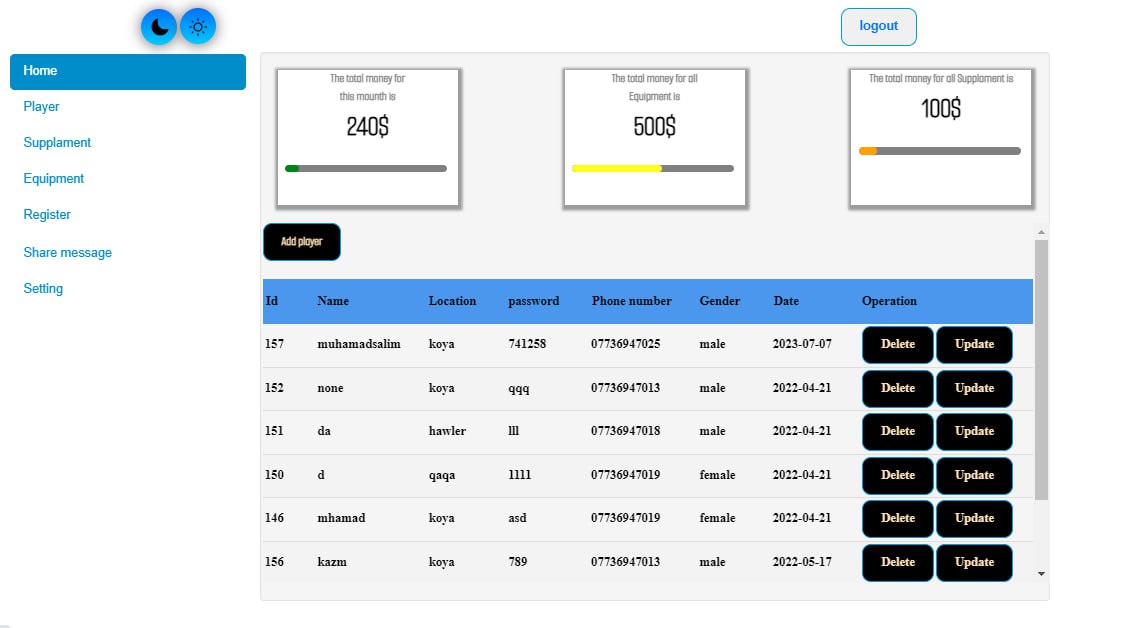 logout
Home
Player
Supplament
Equipment
Register
Share message
Setting
The total money for
this mounth is
240$
The total money for all
Equipment is
500$
The total money for all Supplament is
100$
Add player
Id Name Location password Phone number Gender Date Operation
157 muhamadsalim koya 741258 07736947025 male 2023-07-07 Delete Update
152 none koya qqq 07736947013 male 2022-04-21 Delete Update
151 da hawler lll 07736947018 male 2022-04-21 Delete Update
150 d qaqa 1111 07736947019 female 2022-04-21 Delete Update
146 mhamad koya asd 07736947019 female 2022-04-21 Delete Update
156 kazm koya 789 07736947013 male 2022-05-17 Delete Update